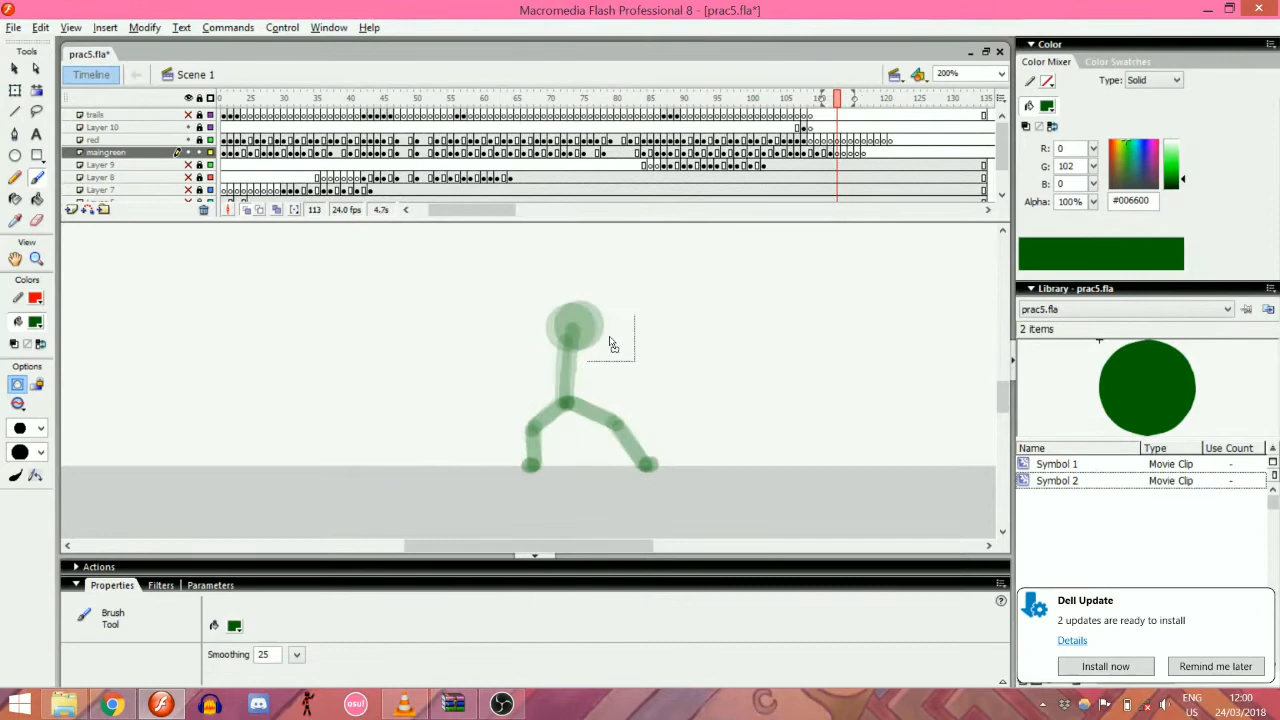 Macromedia Flash Professional 8 - [prac5.fla*]
File Edit View Insert Modify Text Commands Control Window Help
Tools
View
Colors
Options
prac5.fla*
Timeline
Scene 1
200%
25 30 35 40 45 50 55 60 65 70 75 80 85 90 95 100 105 120 125 130 135
trails
Layer 10
red
maingreen
Layer 9
Layer 8
Layer 7
113 24.0 fps 4.7s
Actions
Properties Filters Parameters
Brush
Tool
Smoothing 25
Color
Color Mixer Color Swatches
Type: Solid
R: 0
G: 102
B: 0
Alpha: 100% #006600
Library - prac5.fla
prac5.fla
2 items
Name Type Use Count
Symbol 1 Movie Clip -
Symbol 2 Movie Clip -
Dell Update
2 updates are ready to install
Details
Install now Remind me later
osu!
ENG
US
12:00
24/03/2018